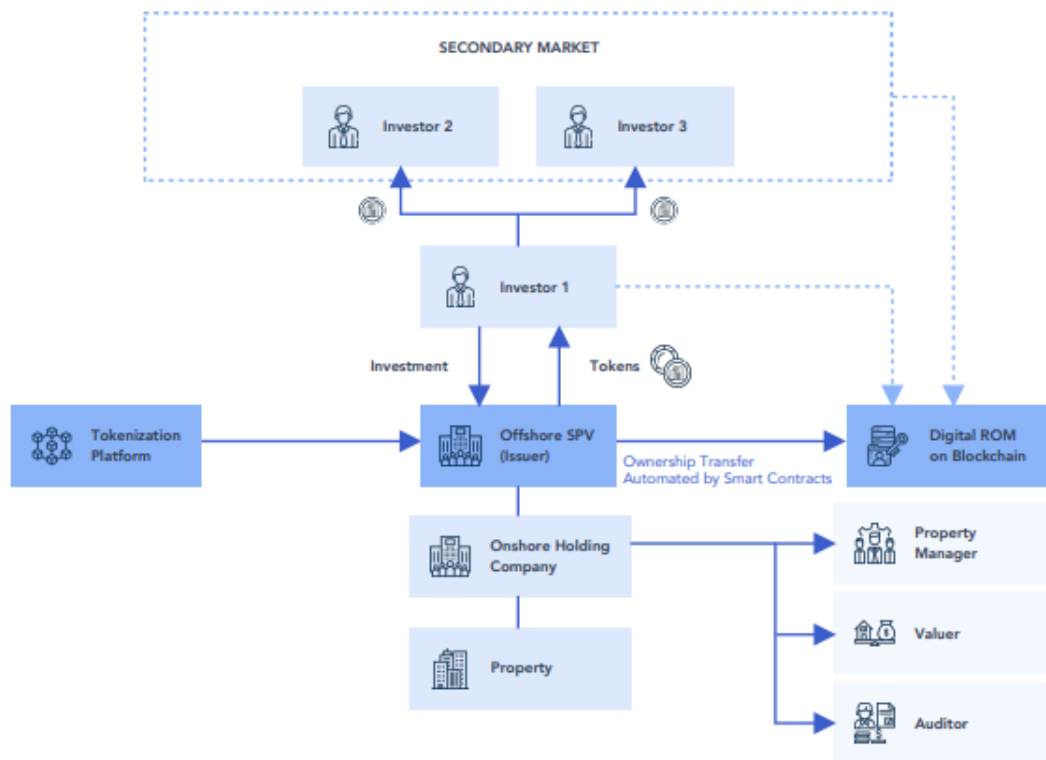 SECONDARY MARKET
Investor 2
Investor 3
Investor 1
Investment
Tokens
Tokenization
Platform
Offshore SPV
(Issuer)
Ownership Transfer
Automated by Smart Contracts
Digital ROM
on Blockchain
Onshore Holding
Company
Property
Manager
Valuer
Property
Auditor